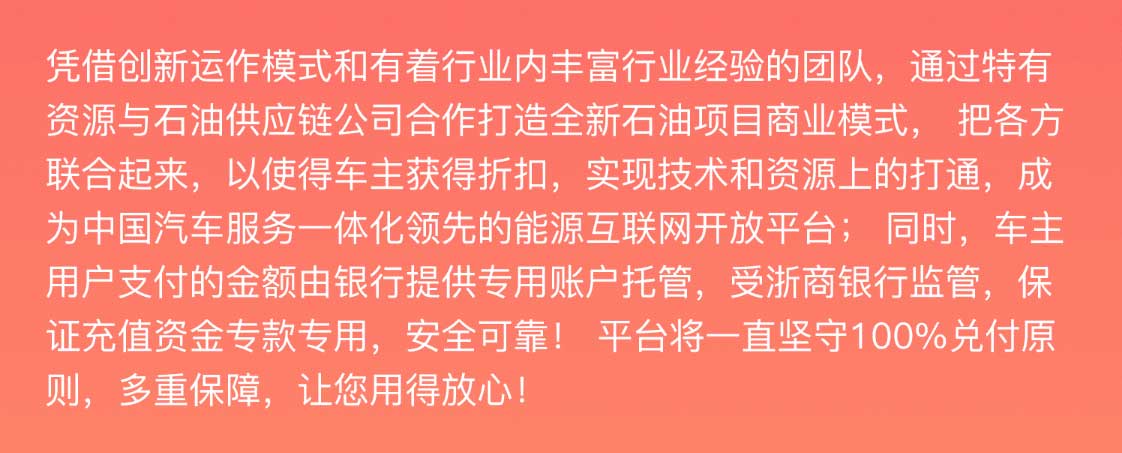 凭借创新运作模式和有着行业内丰富行业经验的团队，通过特有
资源与石油供应链公司合作打造全新石油项目商业模式， 把各方
联合起来，以使得车主获得折扣，实现技术和资源上的打通，成
为中国汽车服务一体化领先的能源互联网开放平台； 同时，车主
用户支付的金额由银行提供专用账户托管，受浙商银行监管，保
证充值资金专款专用，安全可靠！ 平台将一直坚守100%兑付原
则，多重保障，让您用得放心！